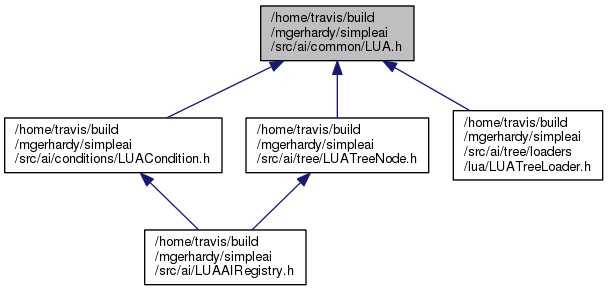 /home/travis/build
/mgerhardy/simpleai
/src/ai/common/LUA.h
/home/travis/build
/mgerhardy/simpleai
/src/ai/conditions/LUACondition.h
/home/travis/build
/mgerhardy/simpleai
/src/ai/tree/LUATreeNode.h
/home/travis/build
/mgerhardy/simpleai
/src/ai/tree/loaders
/lua/LUATreeLoader.h
/home/travis/build
/mgerhardy/simpleai
/src/ai/LUAAIRegistry.h